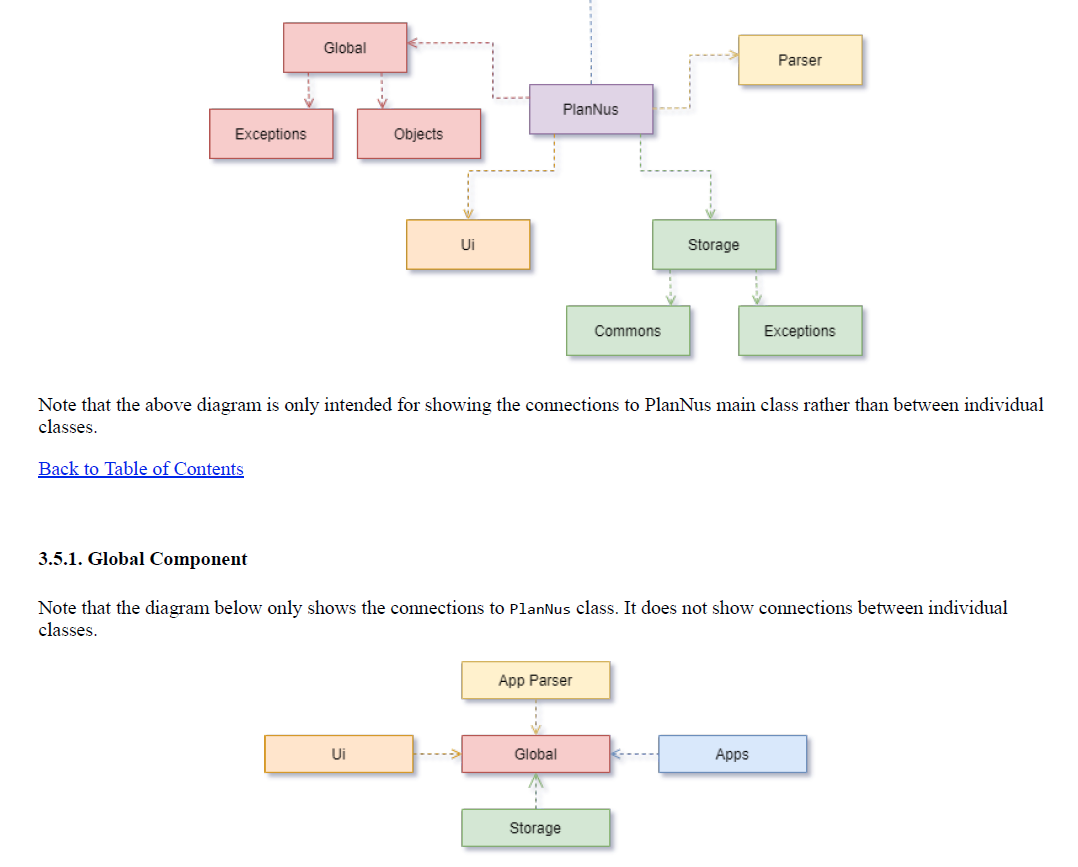 Global
Parser
PlanNus
Exceptions
Objects
Ui
Storage
Commons
Exceptions
Note that the above diagram is only intended for showing the connections to PlanNus main class rather than between individual
classes.
Back to Table of Contents
3.5.1. Global Component
Note that the diagram below only shows the connections to PlanNus class. It does not show connections between individual
classes.
App Parser
Ui
Global
Apps
Storage